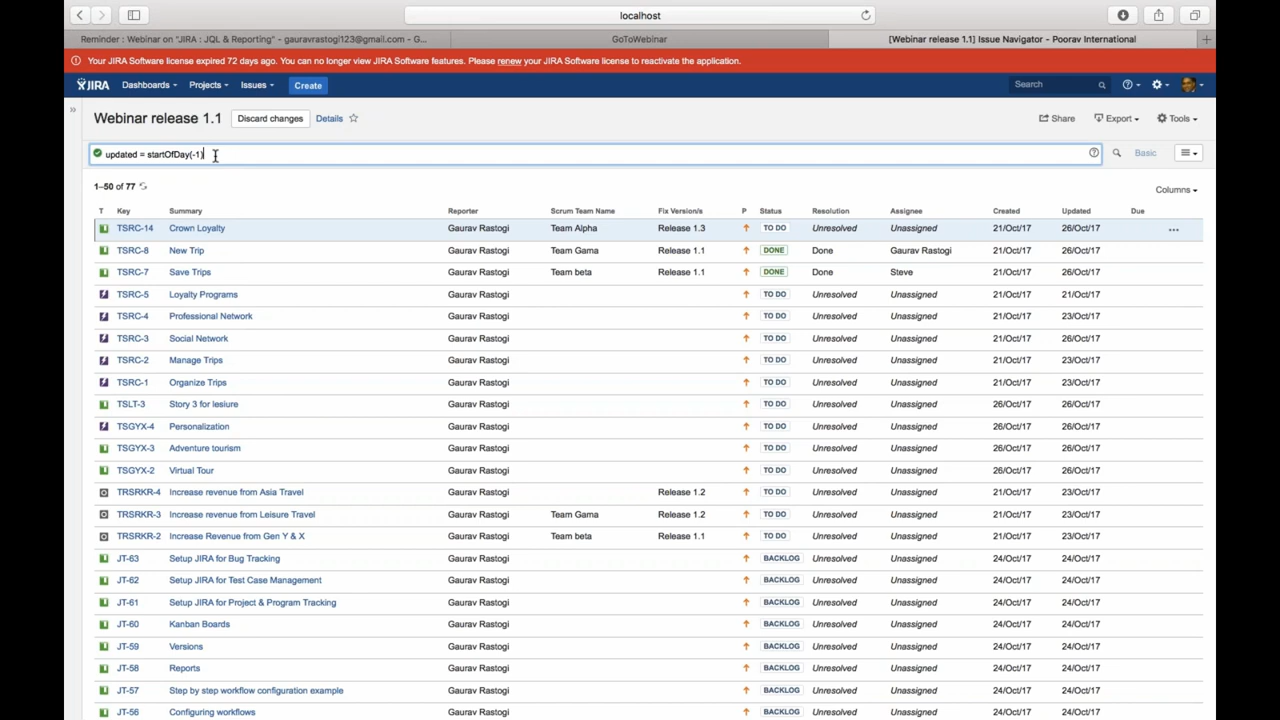 localhost
Reminder : Webinar on "JIRA : JQL & Reporting" - gauravrastogi123@gmail.com - G... GoToWebinar [Webinar release 1.1] Issue Navigator - Poorav International
Your JIRA Software license expired 72 days ago. You can no longer view JIRA Software features. Please renew your JIRA Software license to reactivate the application.
JIRA Dashboards Projects Issues Create Search
Webinar release 1.1 Discard changes Details Share Export Tools
updated = startOfDay(-1) Basic
1–50 of 77
Columns
T Key Summary Reporter Scrum Team Name Fix Version/s P Status Resolution Assignee Created Updated Due
TSRC-14 Crown Loyalty Gaurav Rastogi Team Alpha Release 1.3 TO DO Unresolved Unassigned 21/Oct/17 26/Oct/17 ...
TSRC-8 New Trip Gaurav Rastogi Team Gama Release 1.1 DONE Done Gaurav Rastogi 21/Oct/17 26/Oct/17
TSRC-7 Save Trips Gaurav Rastogi Team beta Release 1.1 DONE Done Steve 21/Oct/17 26/Oct/17
TSRC-5 Loyalty Programs Gaurav Rastogi TO DO Unresolved Unassigned 21/Oct/17 21/Oct/17
TSRC-4 Professional Network Gaurav Rastogi TO DO Unresolved Unassigned 21/Oct/17 23/Oct/17
TSRC-3 Social Network Gaurav Rastogi TO DO Unresolved Unassigned 21/Oct/17 23/Oct/17
TSRC-2 Manage Trips Gaurav Rastogi TO DO Unresolved Unassigned 21/Oct/17 23/Oct/17
TSRC-1 Organize Trips Gaurav Rastogi TO DO Unresolved Unassigned 21/Oct/17 23/Oct/17
TSLT-3 Story 3 for lesiure Gaurav Rastogi TO DO Unresolved Unassigned 26/Oct/17 26/Oct/17
TSGYX-4 Personalization Gaurav Rastogi TO DO Unresolved Unassigned 26/Oct/17 26/Oct/17
TSGYX-3 Adventure tourism Gaurav Rastogi TO DO Unresolved Unassigned 26/Oct/17 26/Oct/17
TSGYX-2 Virtual Tour Gaurav Rastogi TO DO Unresolved Unassigned 26/Oct/17 26/Oct/17
TRSRKR-4 Increase revenue from Asia Travel Gaurav Rastogi Release 1.2 TO DO Unresolved Unassigned 21/Oct/17 23/Oct/17
TRSRKR-3 Increase revenue from Leisure Travel Gaurav Rastogi Team Gama Release 1.2 TO DO Unresolved Unassigned 21/Oct/17 23/Oct/17
TRSRKR-2 Increase Revenue from Gen Y & X Gaurav Rastogi Team beta Release 1.1 TO DO Unresolved Unassigned 21/Oct/17 23/Oct/17
JT-63 Setup JIRA for Bug Tracking Gaurav Rastogi BACKLOG Unresolved Unassigned 24/Oct/17 24/Oct/17
JT-62 Setup JIRA for Test Case Management Gaurav Rastogi BACKLOG Unresolved Unassigned 24/Oct/17 24/Oct/17
JT-61 Setup JIRA for Project & Program Tracking Gaurav Rastogi BACKLOG Unresolved Unassigned 24/Oct/17 24/Oct/17
JT-60 Kanban Boards Gaurav Rastogi BACKLOG Unresolved Unassigned 24/Oct/17 24/Oct/17
JT-59 Versions Gaurav Rastogi BACKLOG Unresolved Unassigned 24/Oct/17 24/Oct/17
JT-58 Reports Gaurav Rastogi BACKLOG Unresolved Unassigned 24/Oct/17 24/Oct/17
JT-57 Step by step workflow configuration example Gaurav Rastogi BACKLOG Unresolved Unassigned 24/Oct/17 24/Oct/17
JT-56 Configuring workflows Gaurav Rastogi BACKLOG Unresolved Unassigned 24/Oct/17 24/Oct/17